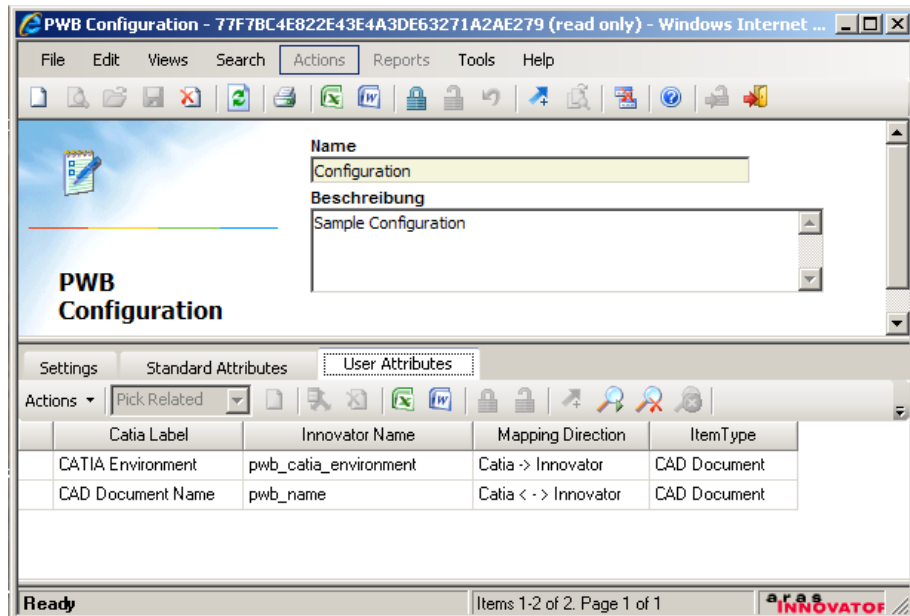 PWB Configuration - 77F7BC4E822E43E4A3DE63271A2AE279 (read only) - Windows Internet ...
File Edit Views Search Actions Reports Tools Help
Name
Configuration
Beschreibung
Sample Configuration
PWB
Configuration
Settings Standard Attributes User Attributes
Actions Pick Related
Catia Label Innovator Name Mapping Direction ItemType
CATIA Environment pwb_catia_environment Catia -> Innovator CAD Document
CAD Document Name pwb_name Catia < - > Innovator CAD Document
Ready Items 1-2 of 2. Page 1 of 1 aras INNOVATOR